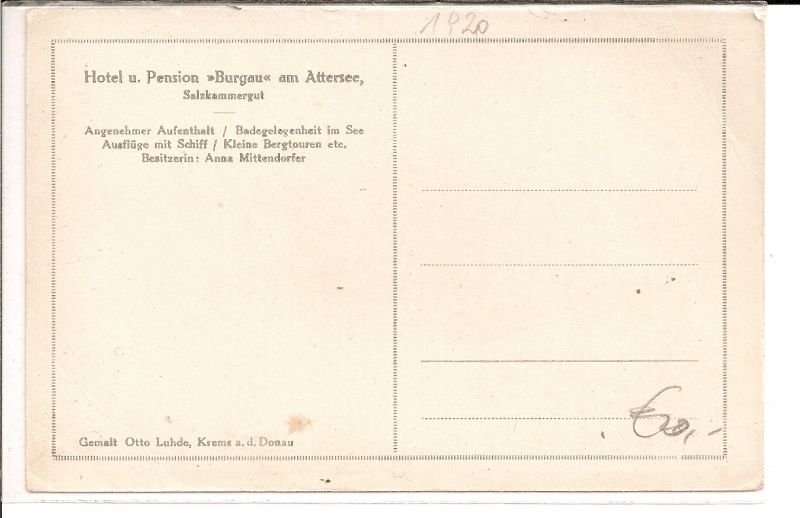 1920
Hotel u. Pension »Burgau« am Attersee,
Salzkammergut
Angenehmer Aufenthalt / Badegelegenheit im See
Ausflüge mit Schiff / Kleine Bergtouren etc.
Besitzerin: Anna Mittendorfer
Gemalt Otto Luhde, Krems a. d. Donau